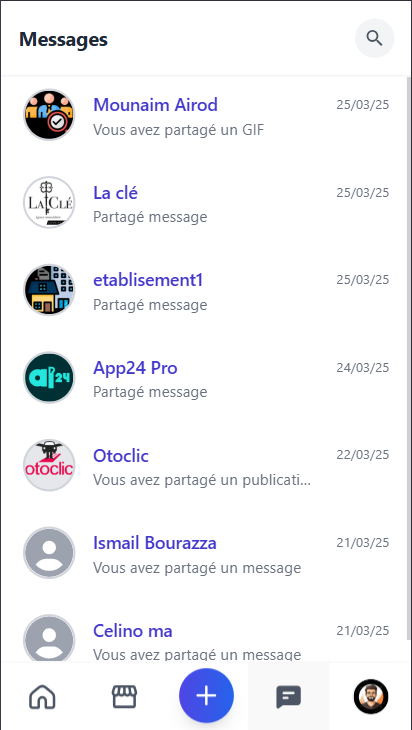 Messages
Mounaim Airod
25/03/25
Vous avez partagé un GIF
LA CLÉ
La clé
25/03/25
Partagé message
etablisement1
25/03/25
Partagé message
24
App24 Pro
24/03/25
Partagé message
otoclic
Otoclic
22/03/25
Vous avez partagé un publicati...
Ismail Bourazza
21/03/25
Vous avez partagé un message
Celino ma
21/03/25
Vous avez partagé un message